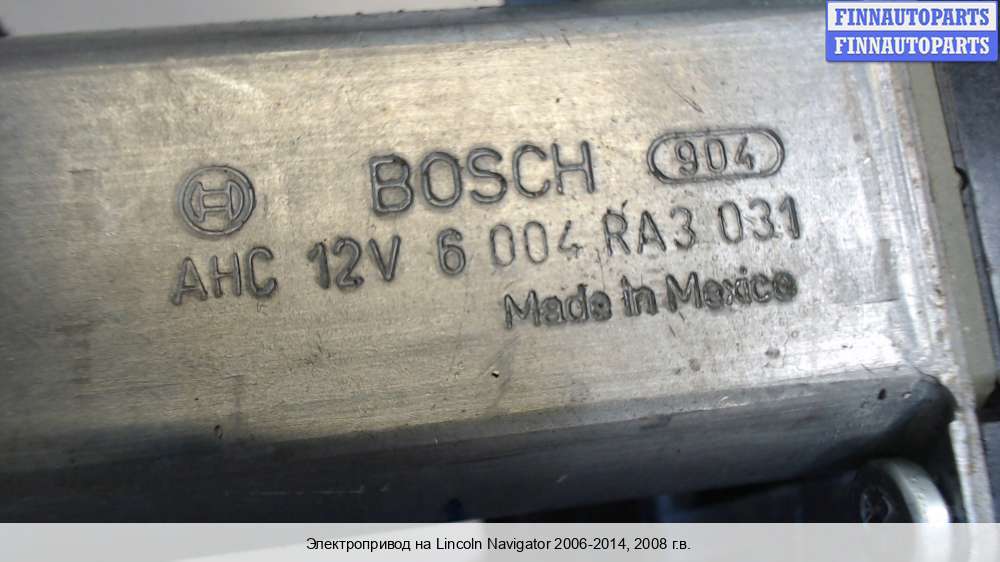 FINNAUTOPARTS
FINNAUTOPARTS
BOSCH 904
AHC 12V 6 004 RA3 031
Made in Mexico
Электропривод на Lincoln Navigator 2006-2014, 2008 г.в.